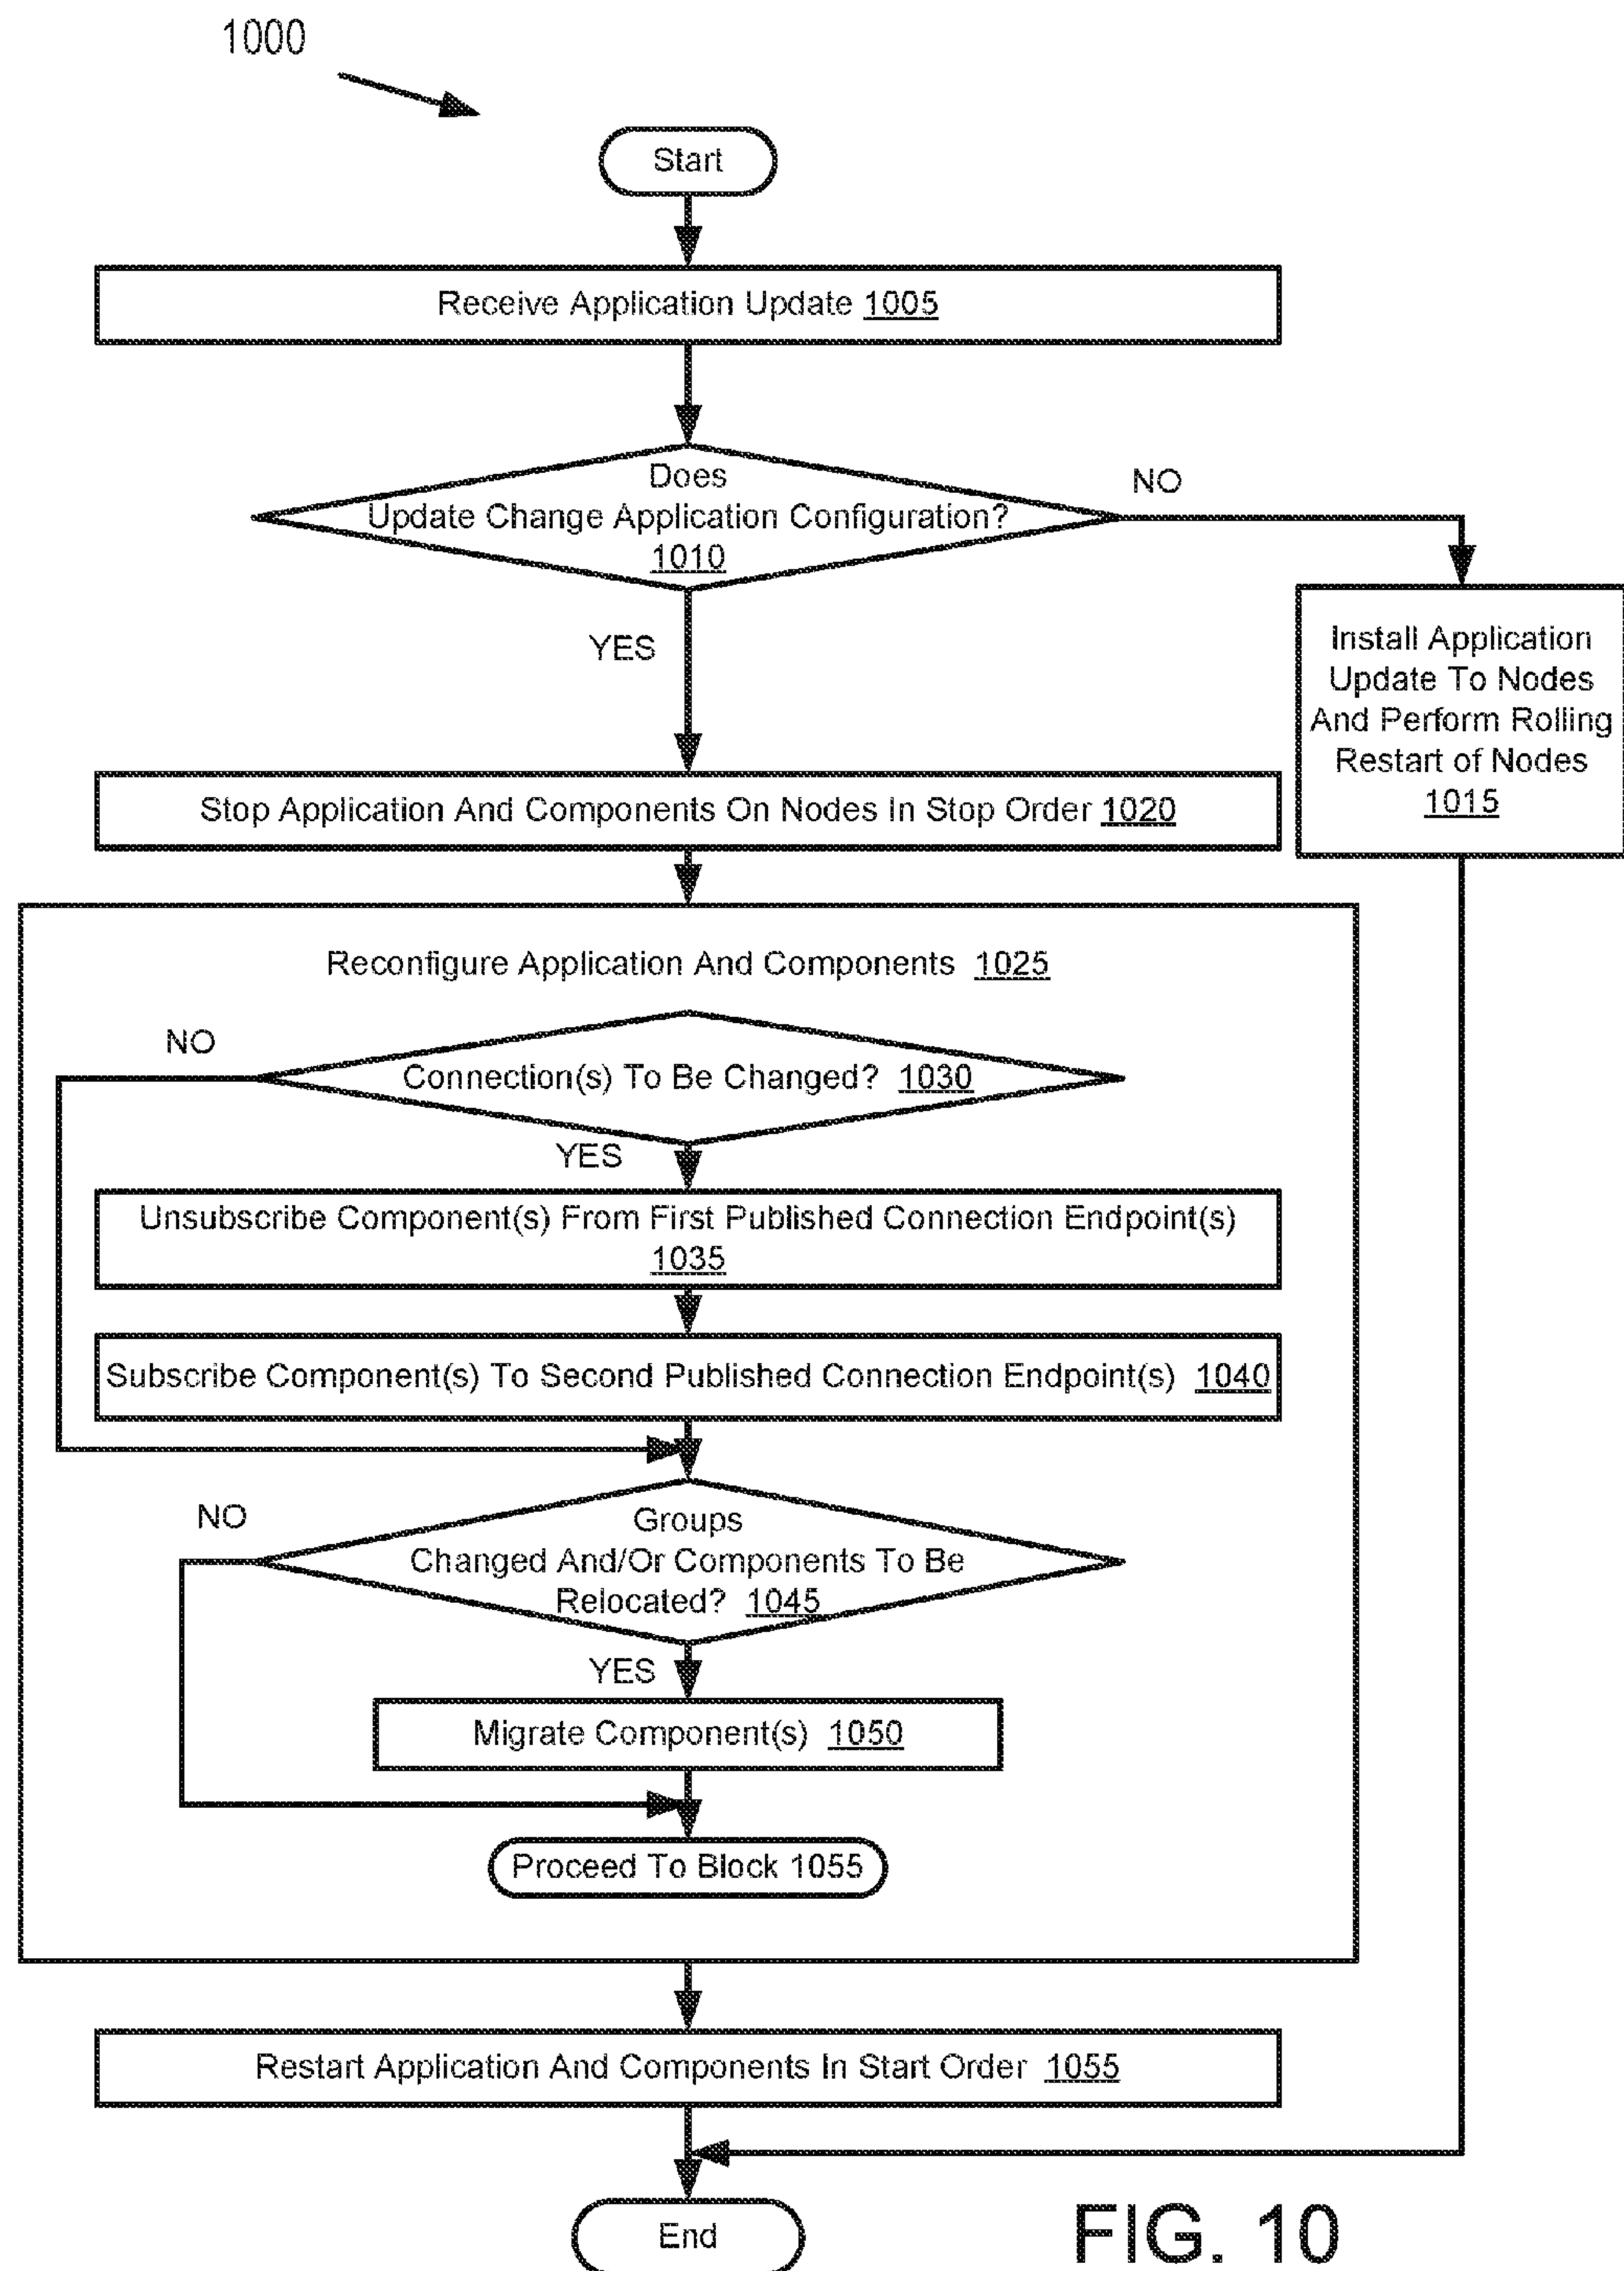 1000
Start
Receive Application Update 1005
Does
Update Change Application Configuration?
1010
NO
YES
Install Application
Update To Nodes
And Perform Rolling
Restart of Nodes
1015
Stop Application And Components On Nodes In Stop Order 1020
Reconfigure Application And Components 1025
NO
Connection(s) To Be Changed? 1030
YES
Unsubscribe Component(s) From First Published Connection Endpoint(s)
1035
Subscribe Component(s) To Second Published Connection Endpoint(s) 1040
NO
Groups
Changed And/Or Components To Be
Relocated? 1045
YES
Migrate Component(s) 1050
Proceed To Block 1055
Restart Application And Components In Start Order 1055
End
FIG. 10